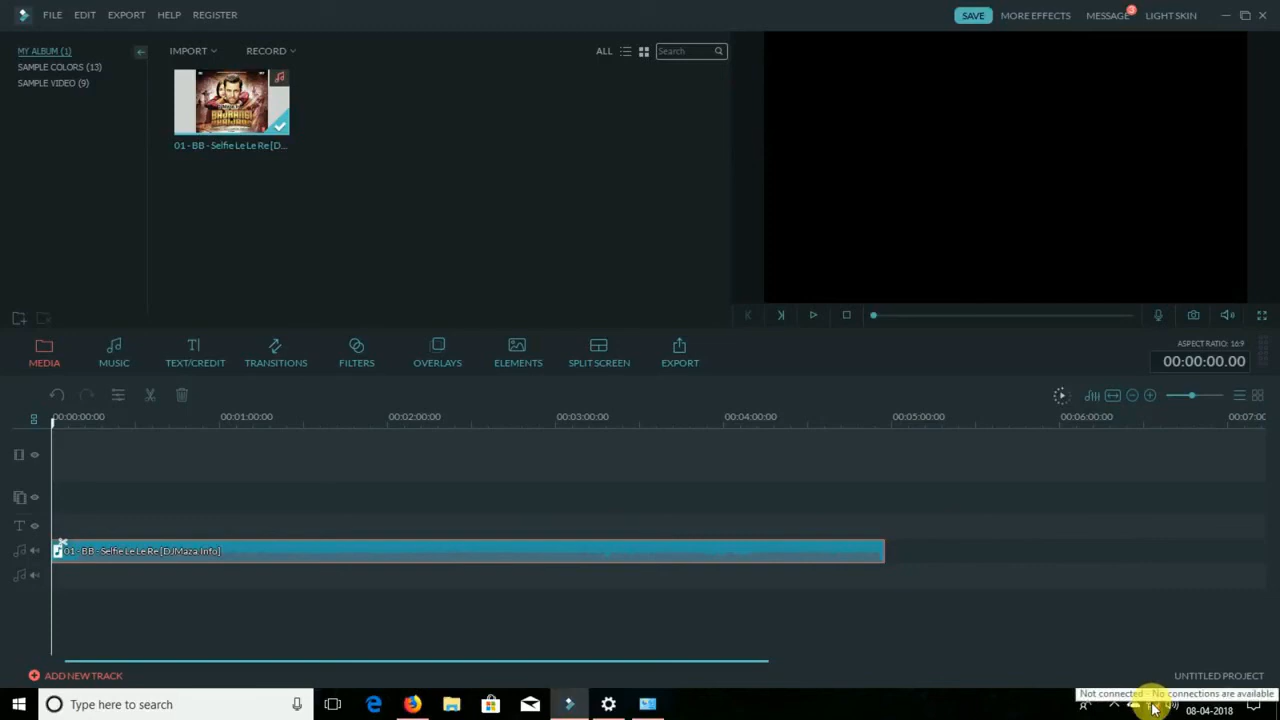 FILE EDIT EXPORT HELP REGISTER SAVE MORE EFFECTS MESSAGE 3 LIGHT SKIN
MY ALBUM (1) IMPORT RECORD ALL Search
SAMPLE COLORS (13)
SAMPLE VIDEO (9)
01 - BB - Selfie Le Le Re [D...
MEDIA MUSIC TEXT/CREDIT TRANSITIONS FILTERS OVERLAYS ELEMENTS SPLIT SCREEN EXPORT
ASPECT RATIO: 16:9
00:00:00.00
00:00:00:00 00:01:00:00 00:02:00:00 00:03:00:00 00:04:00:00 00:05:00:00 00:06:00:00 00:07:0
01 - BB - Selfie Le Le Re [DJMaza.Info]
ADD NEW TRACK UNTITLED PROJECT
Not connected - No connections are available
Type here to search
08-04-2018